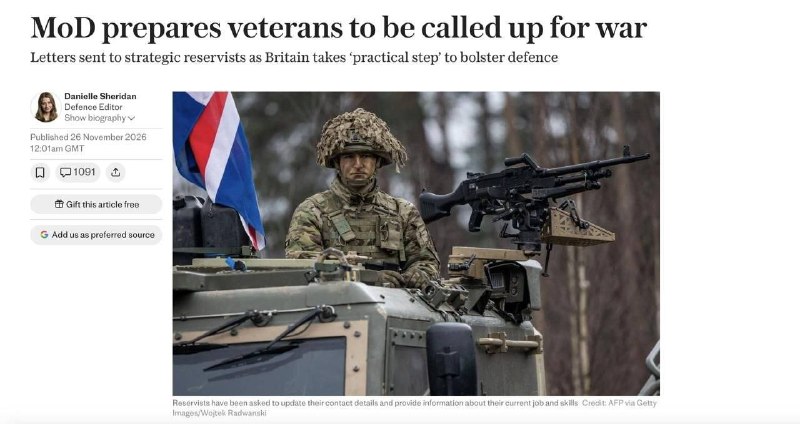 MoD prepares veterans to be called up for war
Letters sent to strategic reservists as Britain takes ‘practical step’ to bolster defence
Danielle Sheridan
Defence Editor
Show biography
Published 26 November 2026
12:01am GMT
1091
Gift this article free
Add us as preferred source
Reservists have been asked to update their contact details and provide information about their current job and skills Credit: AFP via Getty
Images/Wojtek Radwanski